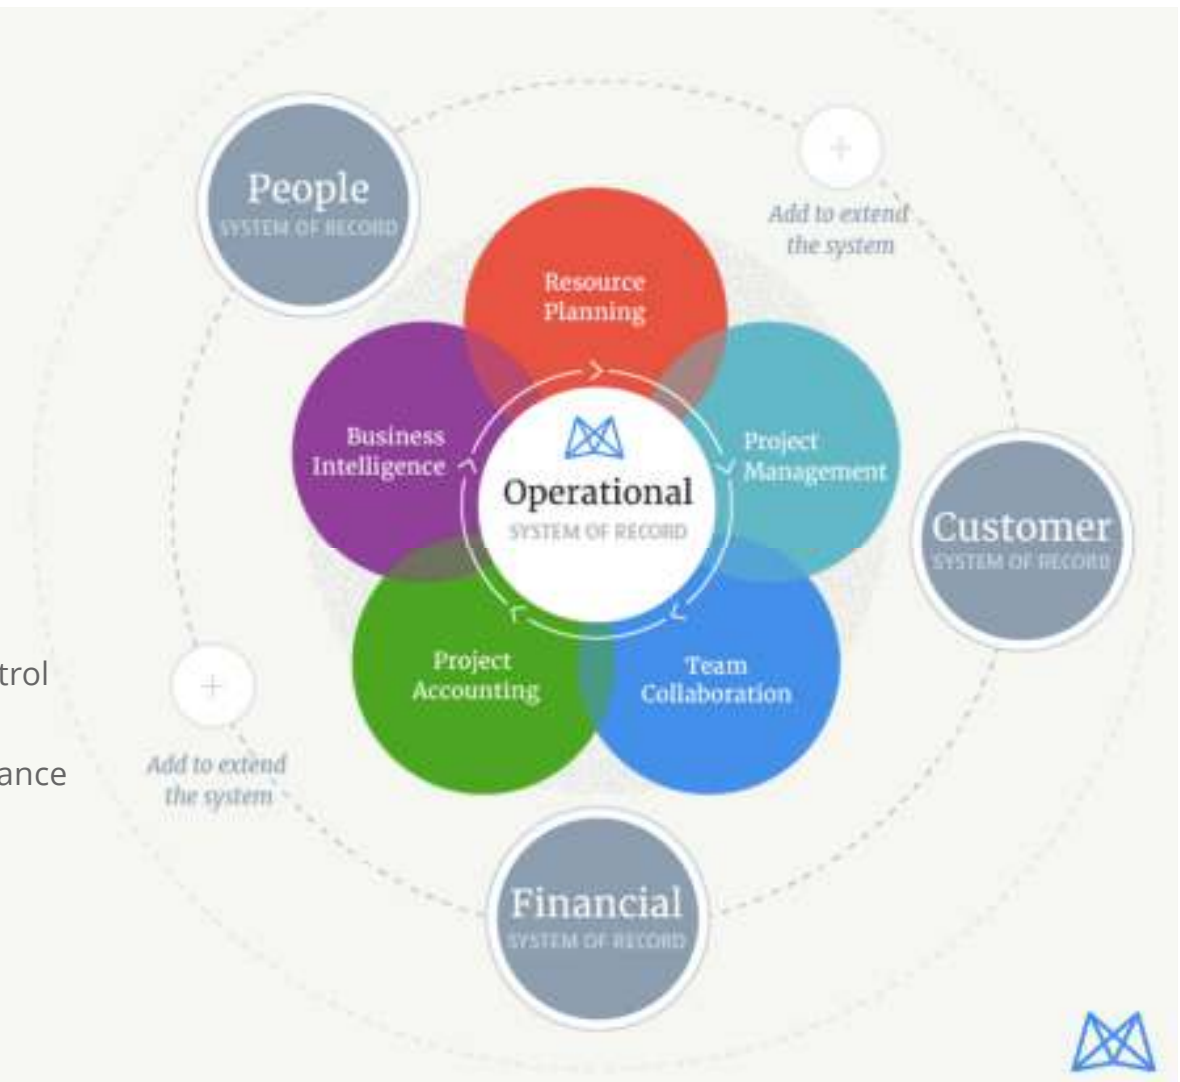 People
SYSTEM OF RECORD
Add to extend
the system
Resource
Planning
Business
Intelligence
Project
Management
Operational
SYSTEM OF RECORD
Customer
SYSTEM OF RECORD
Project
Accounting
Team
Collaboration
trol
ance
Add to extend
the system
Financial
SYSTEM OF RECORD